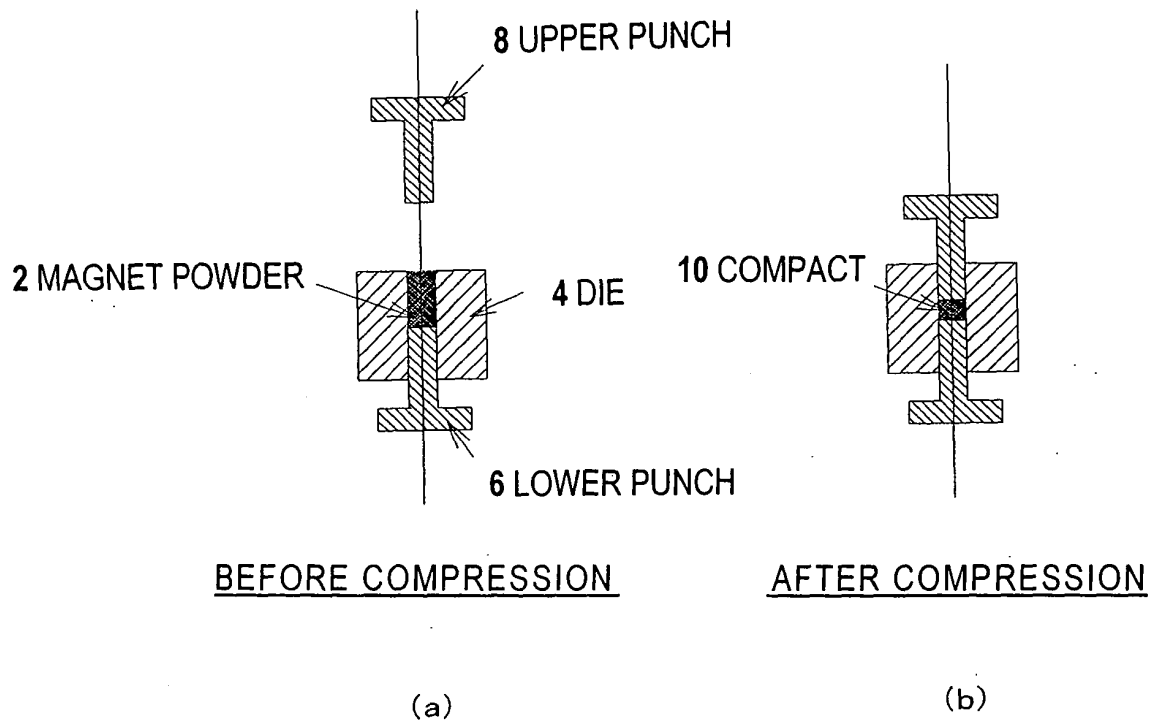 8 UPPER PUNCH
2 MAGNET POWDER
4 DIE
6 LOWER PUNCH
BEFORE COMPRESSION
(a)
10 COMPACT
AFTER COMPRESSION
(b)